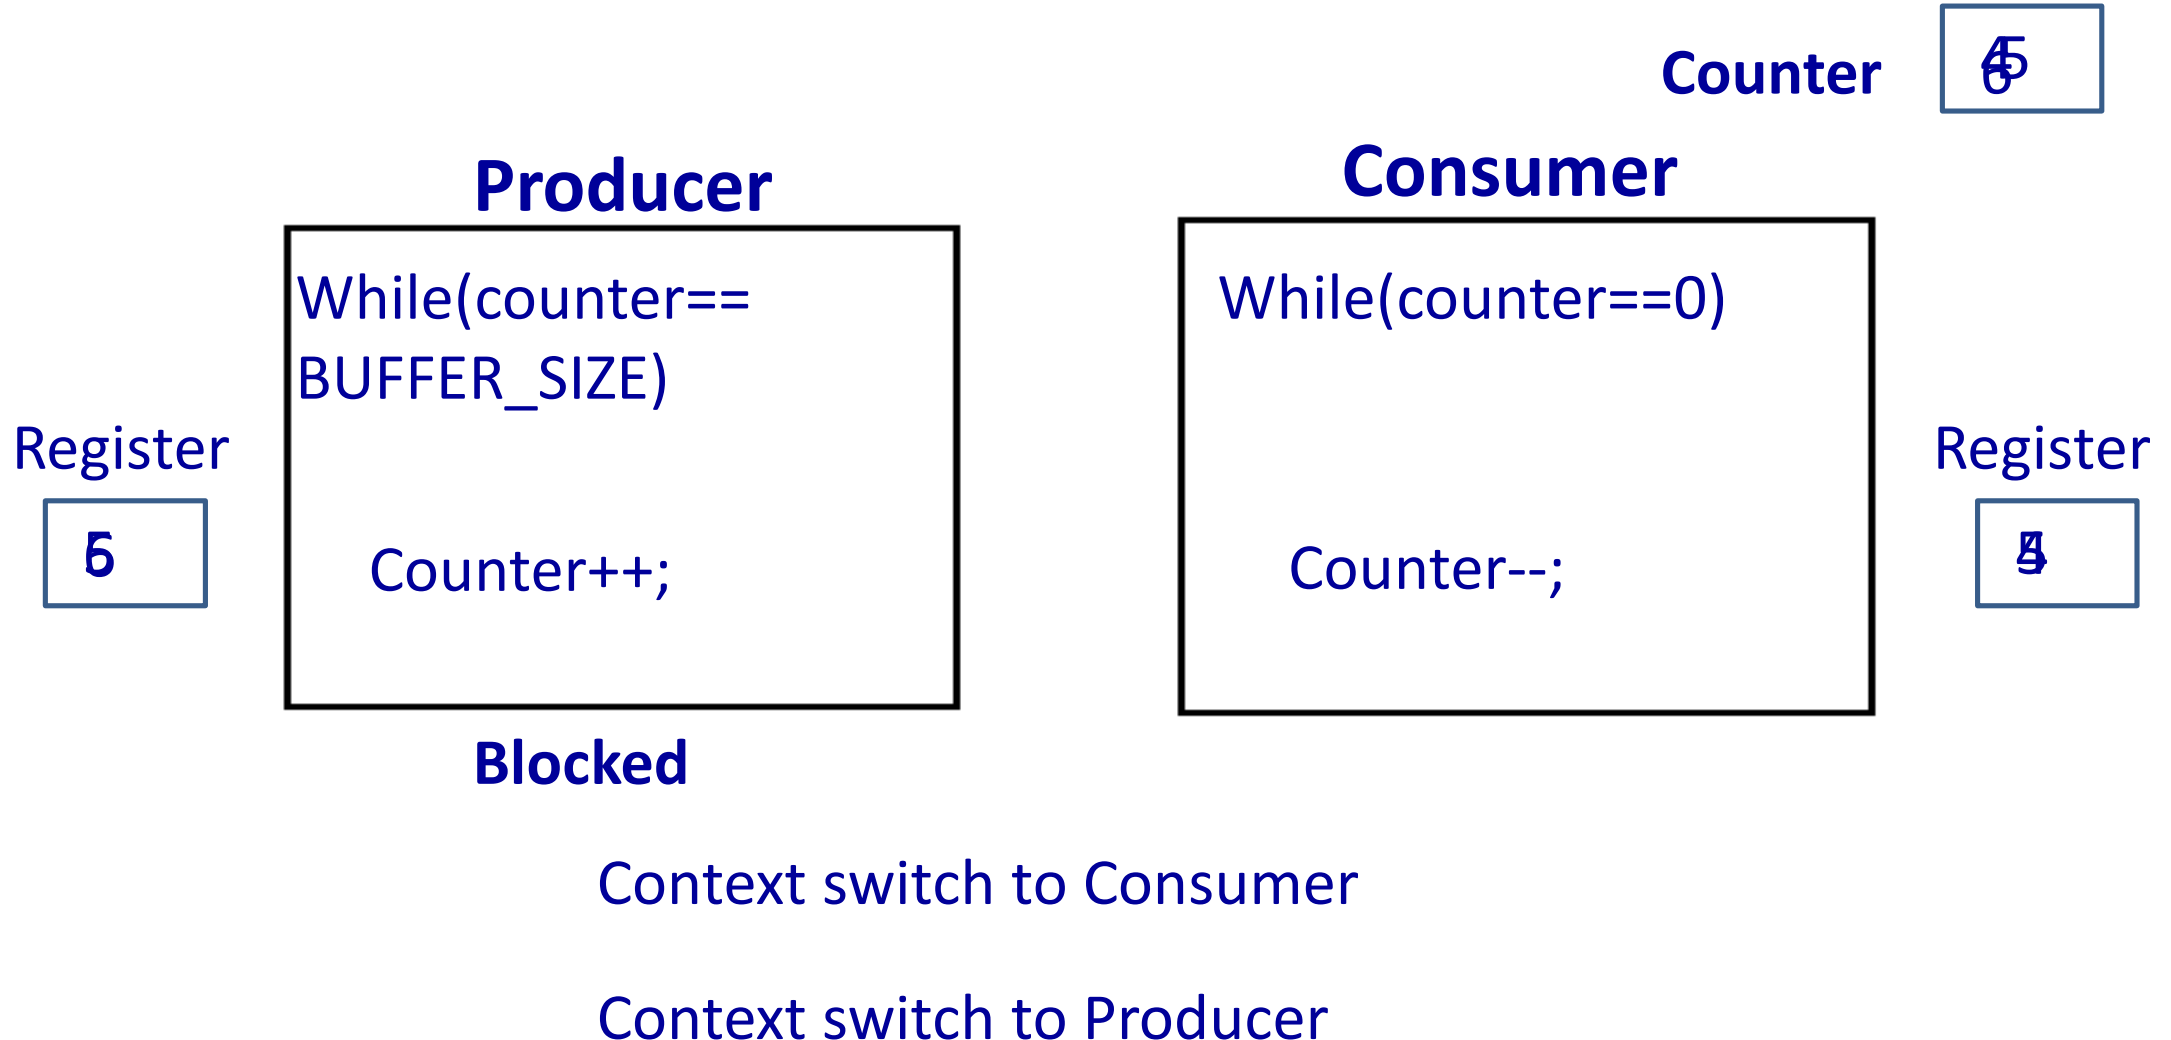 Counter
Producer
Consumer
While(counter==
BUFFER_SIZE)
While(counter==0)
Register
Register
Counter++;
Counter--;
Blocked
Context switch to Consumer
Context switch to Producer